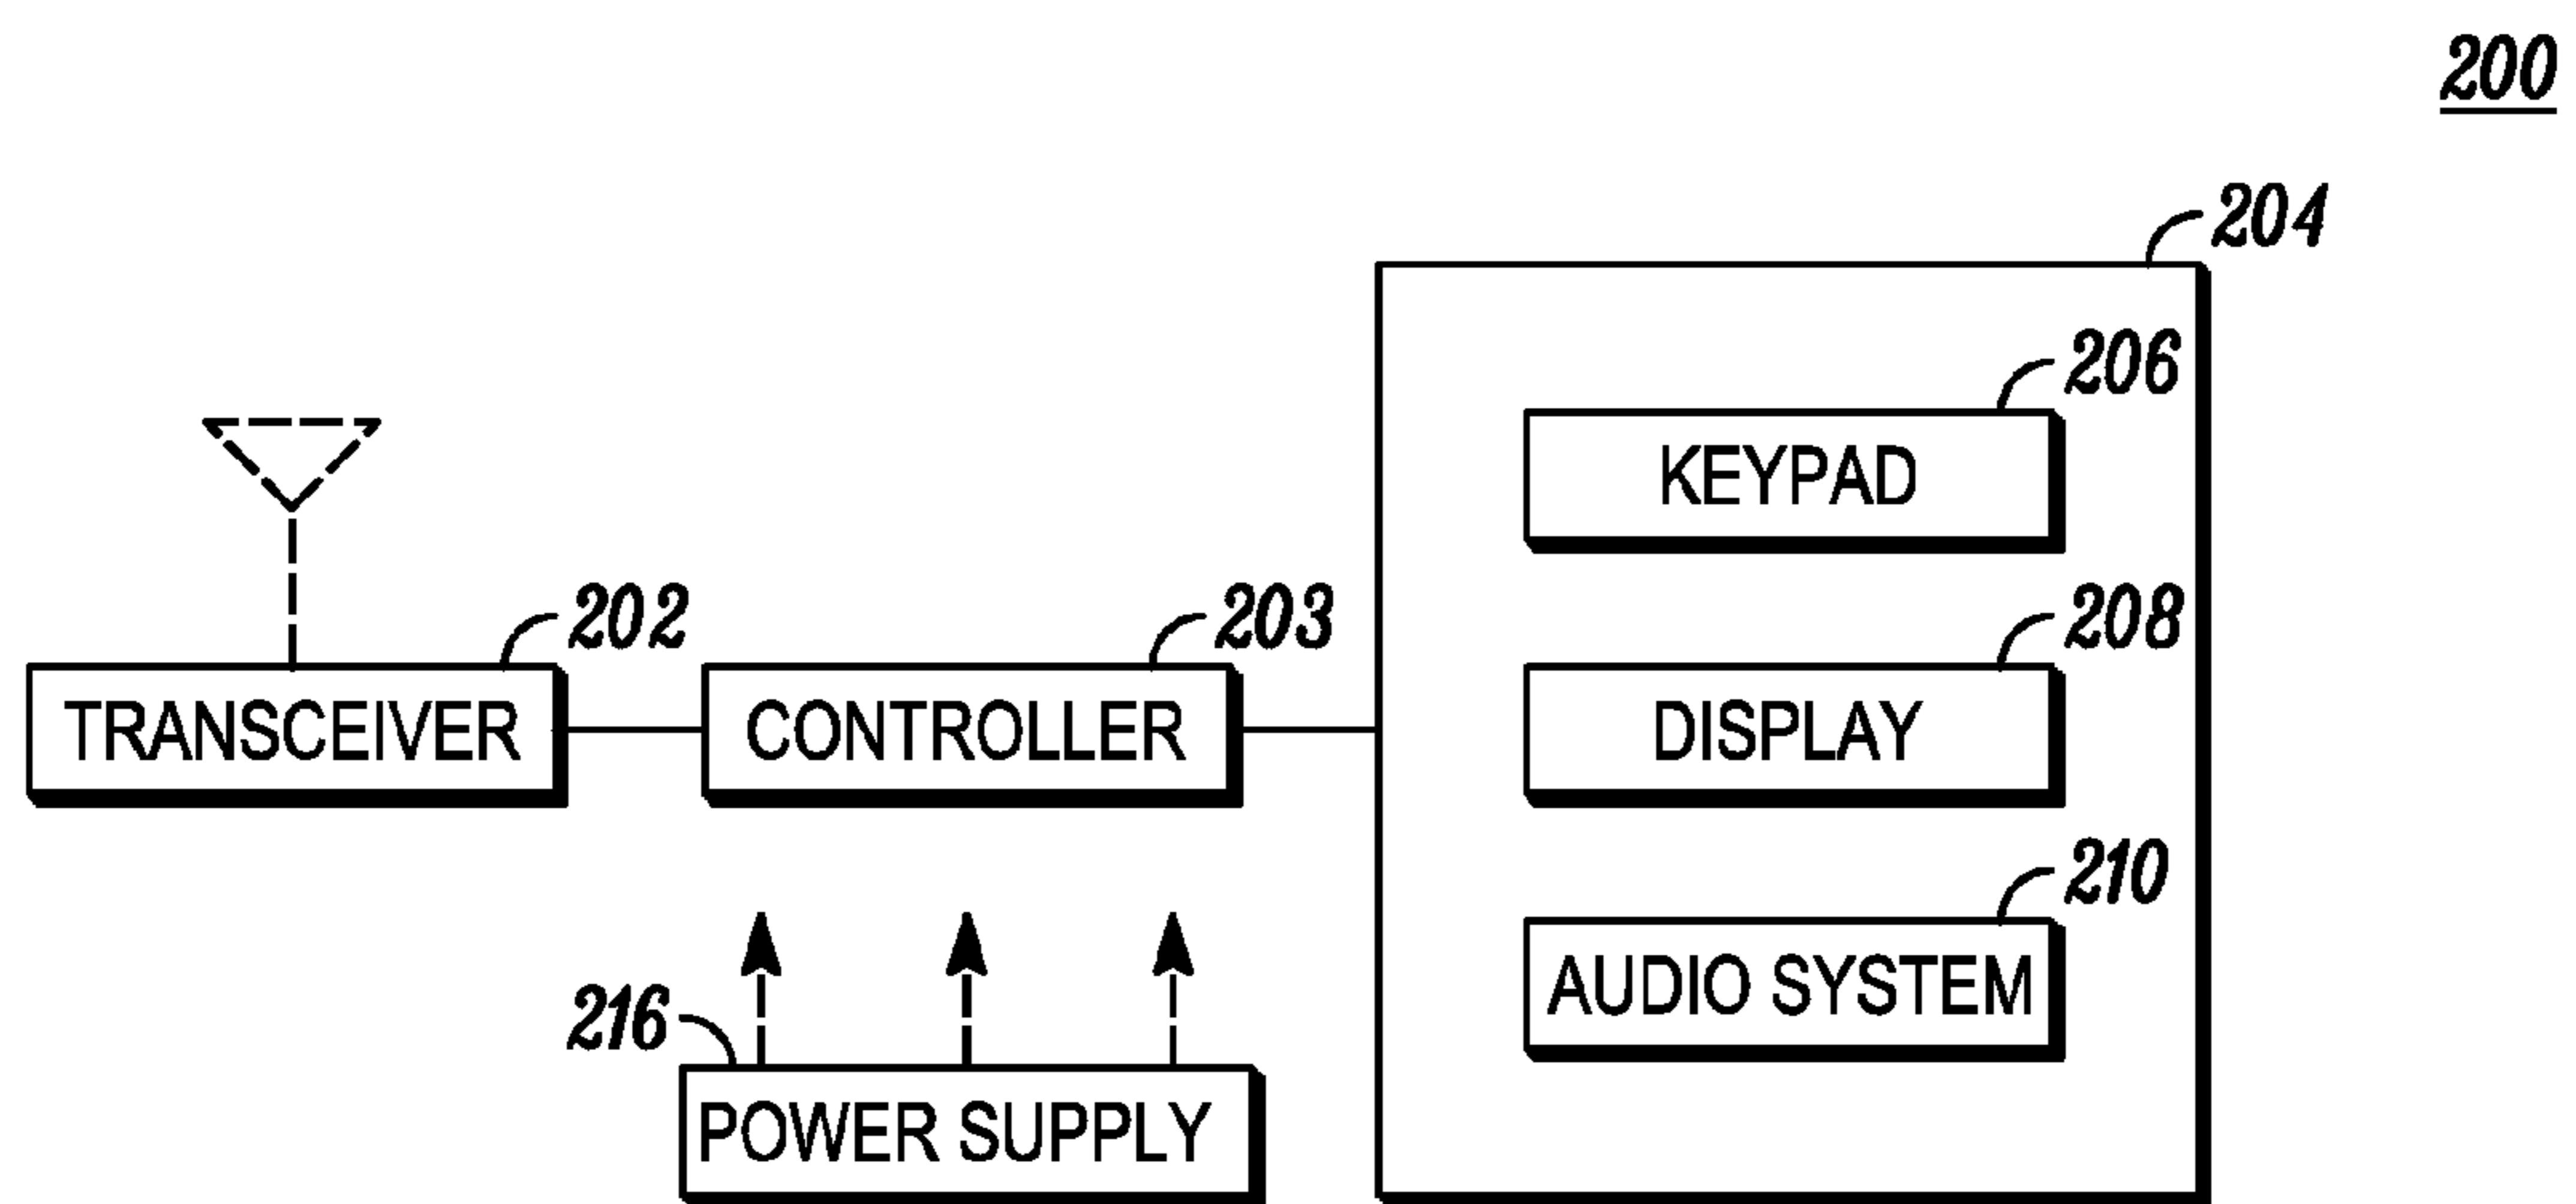 200
204
206
KEYPAD
202
203
208
TRANSCEIVER
CONTROLLER
DISPLAY
210
AUDIO SYSTEM
216
POWER SUPPLY